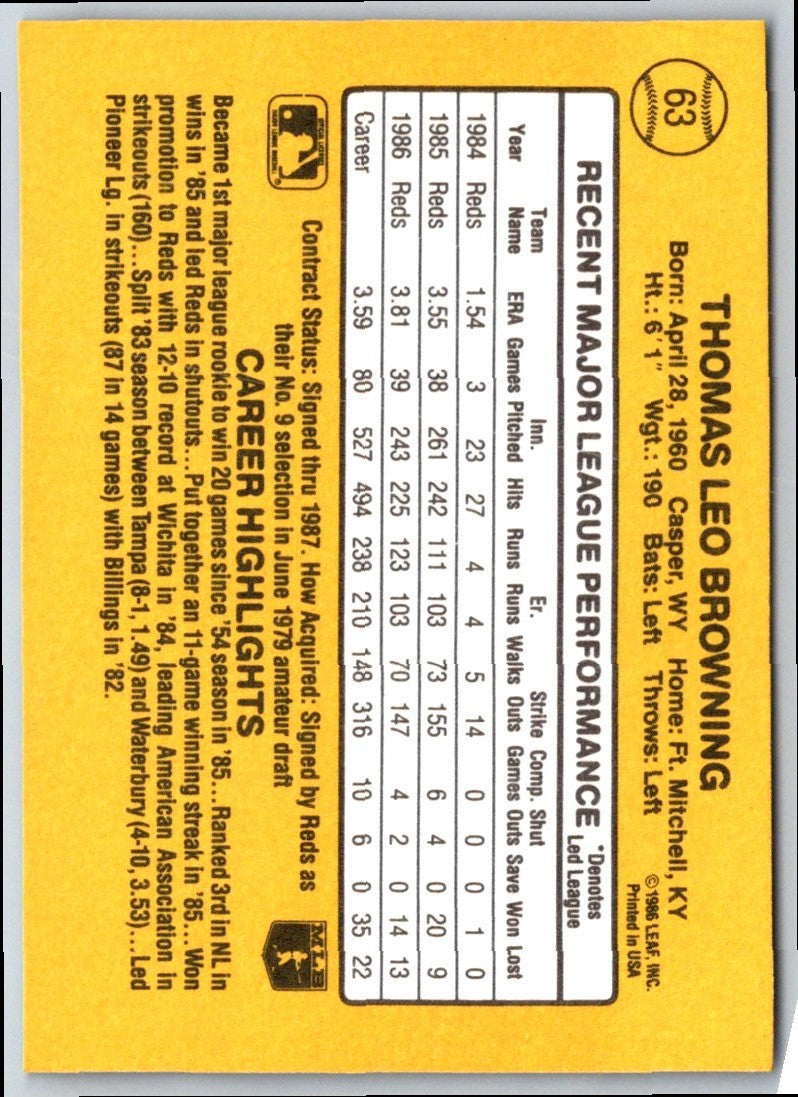 63
THOMAS LEO BROWNING
Born: April 28, 1960 Casper, WY Home: Ft. Mitchell, KY
Ht.: 6'1" Wgt.: 190 Bats: Left Throws: Left
©1986 LEAF, INC.
Printed in USA
RECENT MAJOR LEAGUE PERFORMANCE *Denotes
Led League
Team Inn. Er. Strike Comp. Shut
Year Name ERA Games Pitched Hits Runs Runs Walks Outs Games Outs Save Won Lost
1984 Reds 1.54 3 23 27 4 4 5 14 0 0 0 1 0
1985 Reds 3.55 38 261 242 111 103 73 155 6 4 0 20 9
1986 Reds 3.81 39 243 225 123 103 70 147 4 2 0 14 13
Career 3.59 80 527 494 238 210 148 316 10 6 0 35 22
Contract Status: Signed thru 1987. How Acquired: Signed by Reds as
their No. 9 selection in June 1979 amateur draft
MLB
CAREER HIGHLIGHTS
Became 1st major league rookie to win 20 games since '54 season in '85...Ranked 3rd in NL in
wins in '85 and led Reds in shutouts...Put together an 11-game winning streak in '85...Won
promotion to Reds with 12-10 record at Wichita in '84, leading American Association in
strikeouts (160)...Split '83 season between Tampa (8-1, 1.49) and Waterbury (4-10, 3.53)...Led
Pioneer Lg. in strikeouts (87 in 14 games) with Billings in '82.